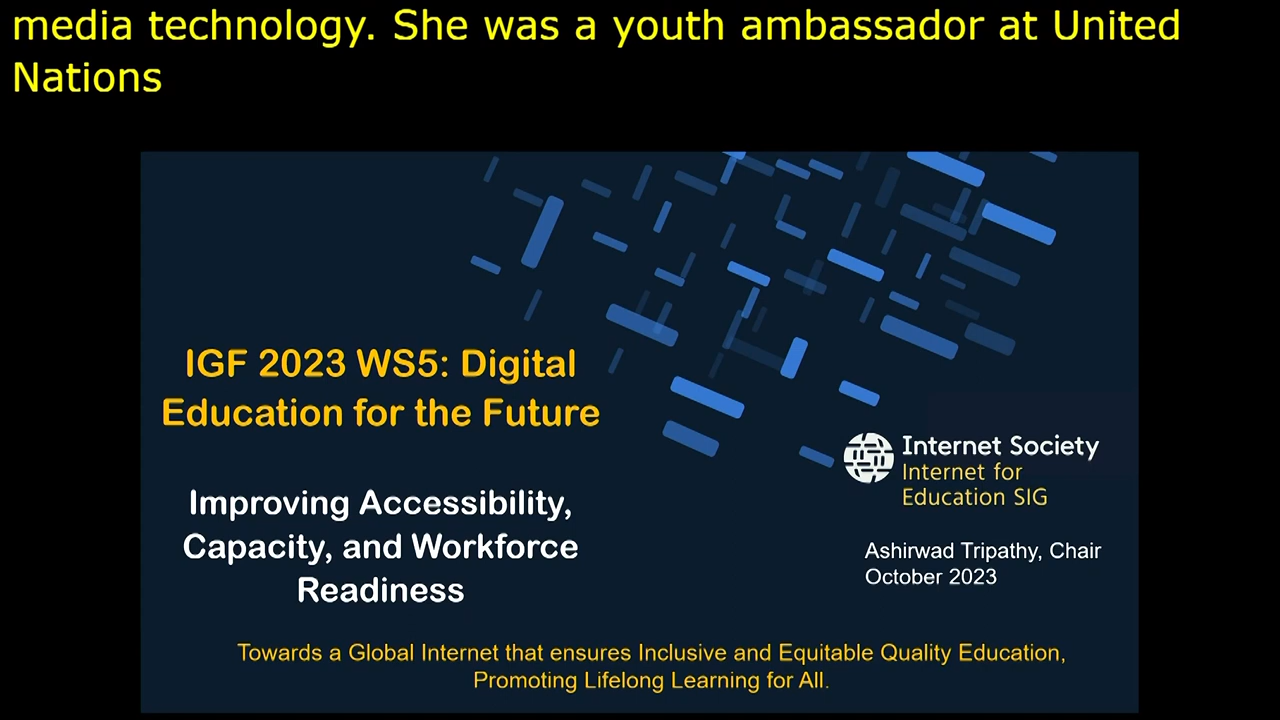 media technology. She was a youth ambassador at United
Nations
IGF 2023 WS5: Digital
Education for the Future
Improving Accessibility,
Capacity, and Workforce
Readiness
Internet Society
Internet for
Education SIG
Ashirwad Tripathy, Chair
October 2023
Towards a Global Internet that ensures Inclusive and Equitable Quality Education,
Promoting Lifelong Learning for All.